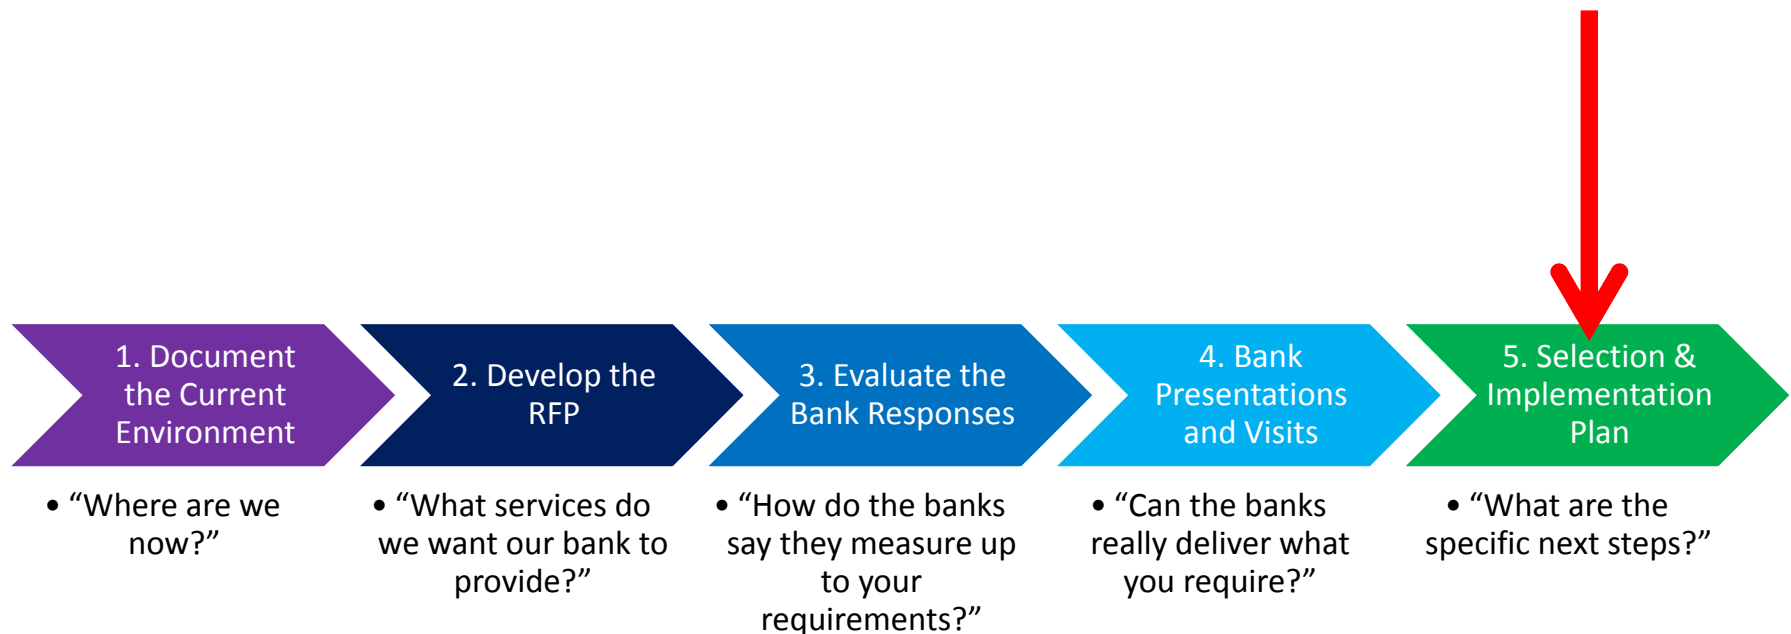 1. Document
the Current
Environment
2. Develop the
RFP
3. Evaluate the
Bank Responses
4. Bank
Presentations
and Visits
5. Selection &
Implementation
Plan
• “Where are we
now?”
• “What services do
we want our bank to
provide?”
• “How do the banks
say they measure up
to your
requirements?”
• “Can the banks
really deliver what
you require?”
• “What are the
specific next steps?”